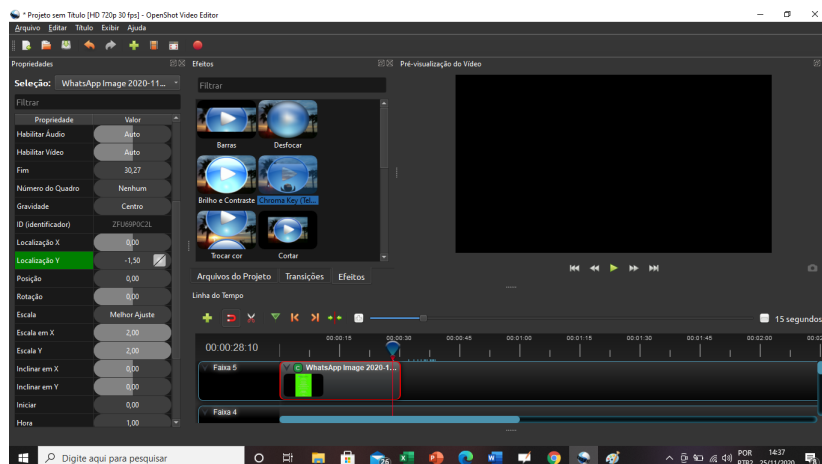 * Projeto sem Título [HD 720p 30 fps] - OpenShot Video Editor
Arquivo Editar Título Exibir Ajuda
Propriedades
Efeitos
Pré-visualização do Vídeo
Seleção: WhatsApp Image 2020-11...
Filtrar
Filtrar
Propriedade Valor
Habilitar Áudio Auto
Habilitar Vídeo Auto
Fim 30,27
Número do Quadro Nenhum
Gravidade Centro
ID (identificador) ZFU69P0C2L
Localização X 0,00
Localização Y -1,50
Posição 0,00
Rotação 0,00
Escala Melhor Ajuste
Escala em X 2,00
Escala Y 2,00
Inclinar em X 0,00
Inclinar em Y 0,00
Iniciar 0,00
Hora 1,00
Barras Desfocar
Brilho e Contraste Chroma Key (Tel...
Trocar cor Cortar
Arquivos do Projeto Transições Efeitos
Linha do Tempo
15 segundos
00:00:28:10
00:00:15 00:00:30 00:00:45 00:01:00 00:01:15 00:01:30 00:01:45 00:02:00
Faixa 5
WhatsApp Image 2020-1...
Faixa 4
Digite aqui para pesquisar
76
POR
PTB2
14:37
25/11/2020